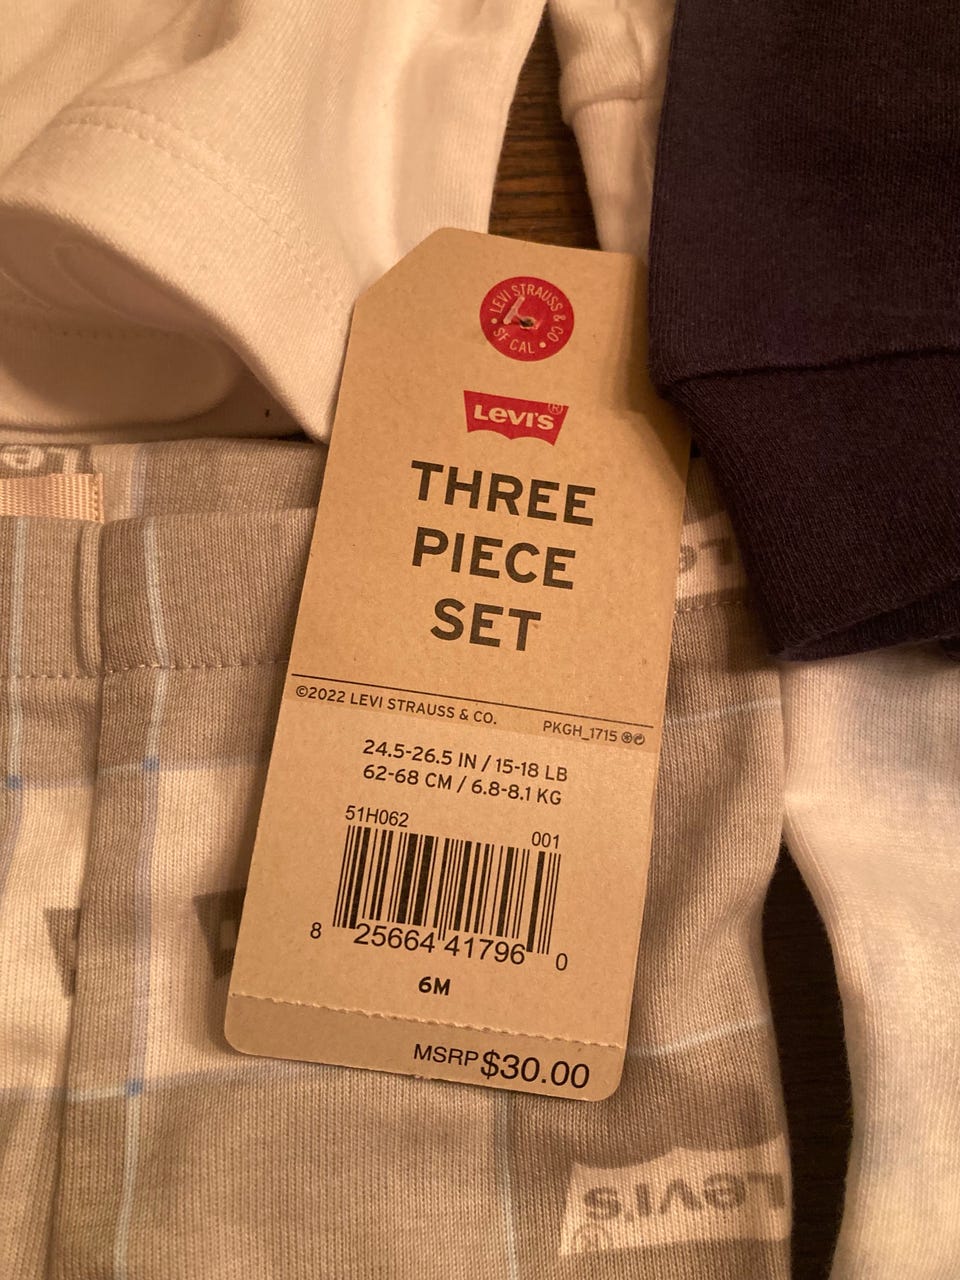 LEVI STRAUSS & CO
SF CAL
LEVI'S®
THREE
PIECE
SET
©2022 LEVI STRAUSS & CO.
PKGH_1715
24.5-26.5 IN / 15-18 LB
62-68 CM / 6.8-8.1 KG
51H062
001
8 25664 41796 0
6M
MSRP $30.00
Levi's